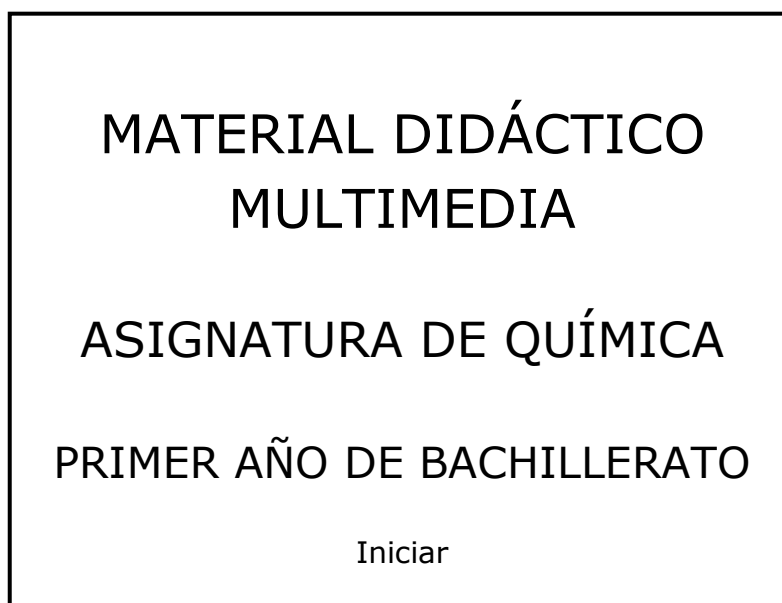 MATERIAL DIDÁCTICO
MULTIMEDIA
ASIGNATURA DE QUÍMICA
PRIMER AÑO DE BACHILLERATO
Iniciar